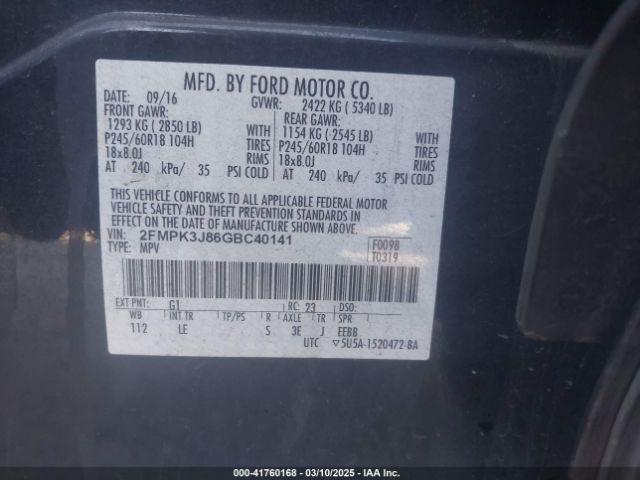 MFD. BY FORD MOTOR CO.
DATE: 09/16 GVWR: 2422 KG ( 5340 LB)
FRONT GAWR: REAR GAWR:
1293 KG ( 2850 LB) WITH 1154 KG ( 2545 LB) WITH
P245/60R18 104H TIRES P245/60R18 104H TIRES
18x8.0J RIMS 18x8.0J RIMS
AT 240 kPa/ 35 PSI COLD AT 240 kPa/ 35 PSI COLD
THIS VEHICLE CONFORMS TO ALL APPLICABLE FEDERAL MOTOR
VEHICLE SAFETY AND THEFT PREVENTION STANDARDS IN
EFFECT ON THE DATE OF MANUFACTURE SHOWN ABOVE.
VIN: 2FMPK3J86GBC40141 F0098
TYPE: MPV T0319
EXT PNT: G1 RC: 23 DSO:
WB INT TR TP/PS R AXLE TR SPR
112 LE S 3E J EEBB
UTC ▽5U5A-1520472-BA
000-41760168 — 03/10/2025 — IAA Inc.